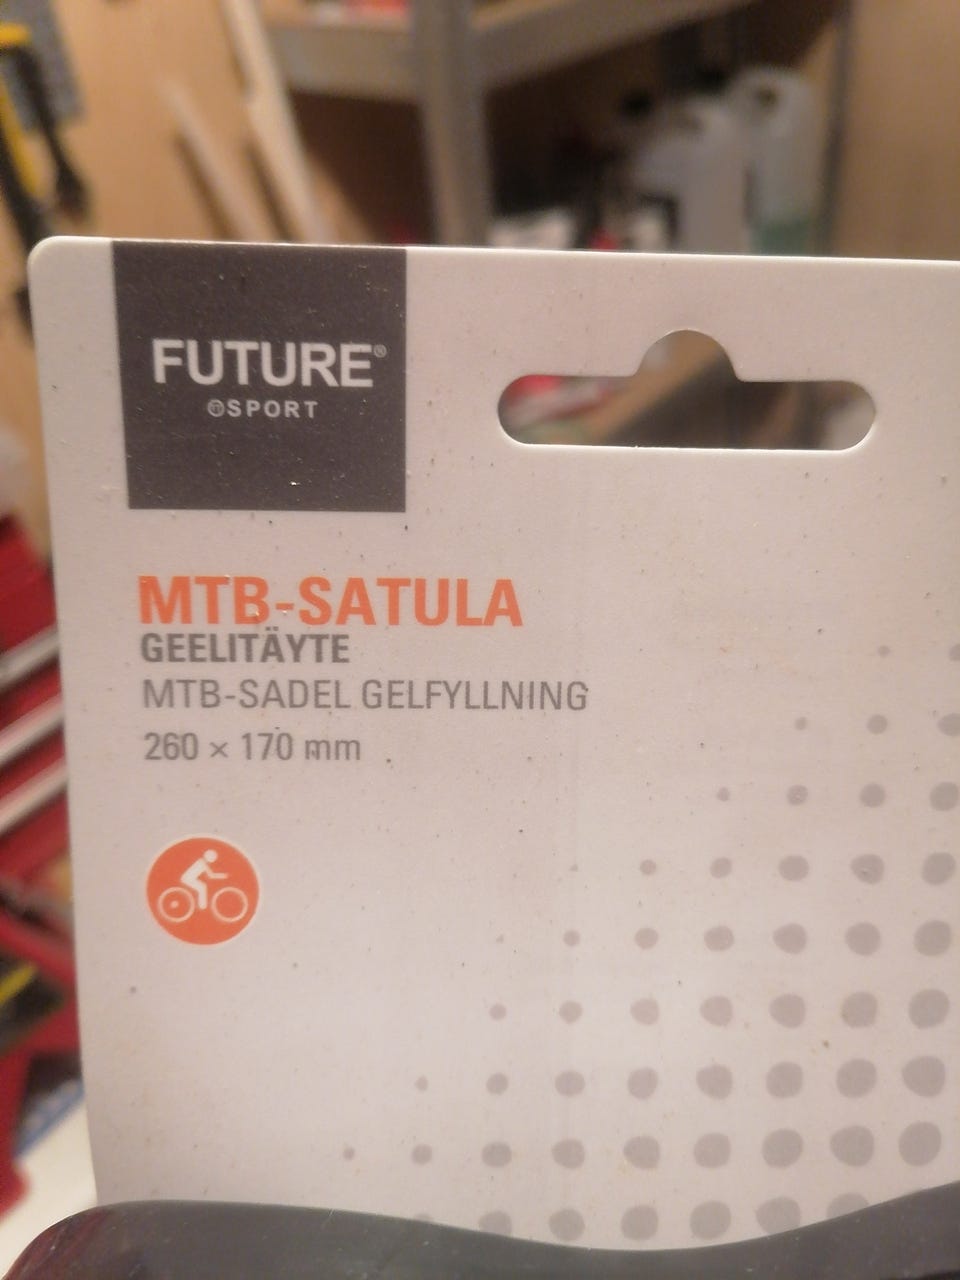 FUTURE®
SPORT
MTB-SATULA
GEELITÄYTE
MTB-SADEL GELFYLLNING
260 × 170 mm